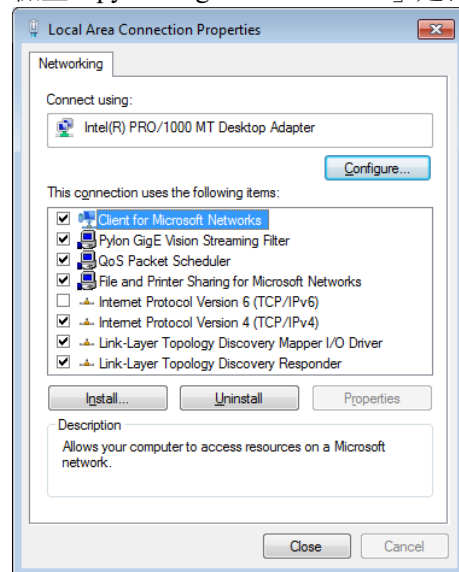 Local Area Connection Properties
Networking
Connect using:
Intel(R) PRO/1000 MT Desktop Adapter
Configure...
This connection uses the following items:
Client for Microsoft Networks
Pylon GigE Vision Streaming Filter
QoS Packet Scheduler
File and Printer Sharing for Microsoft Networks
Internet Protocol Version 6 (TCP/IPv6)
Internet Protocol Version 4 (TCP/IPv4)
Link-Layer Topology Discovery Mapper I/O Driver
Link-Layer Topology Discovery Responder
Install... Uninstall Properties
Description
Allows your computer to access resources on a Microsoft
network.
Close Cancel